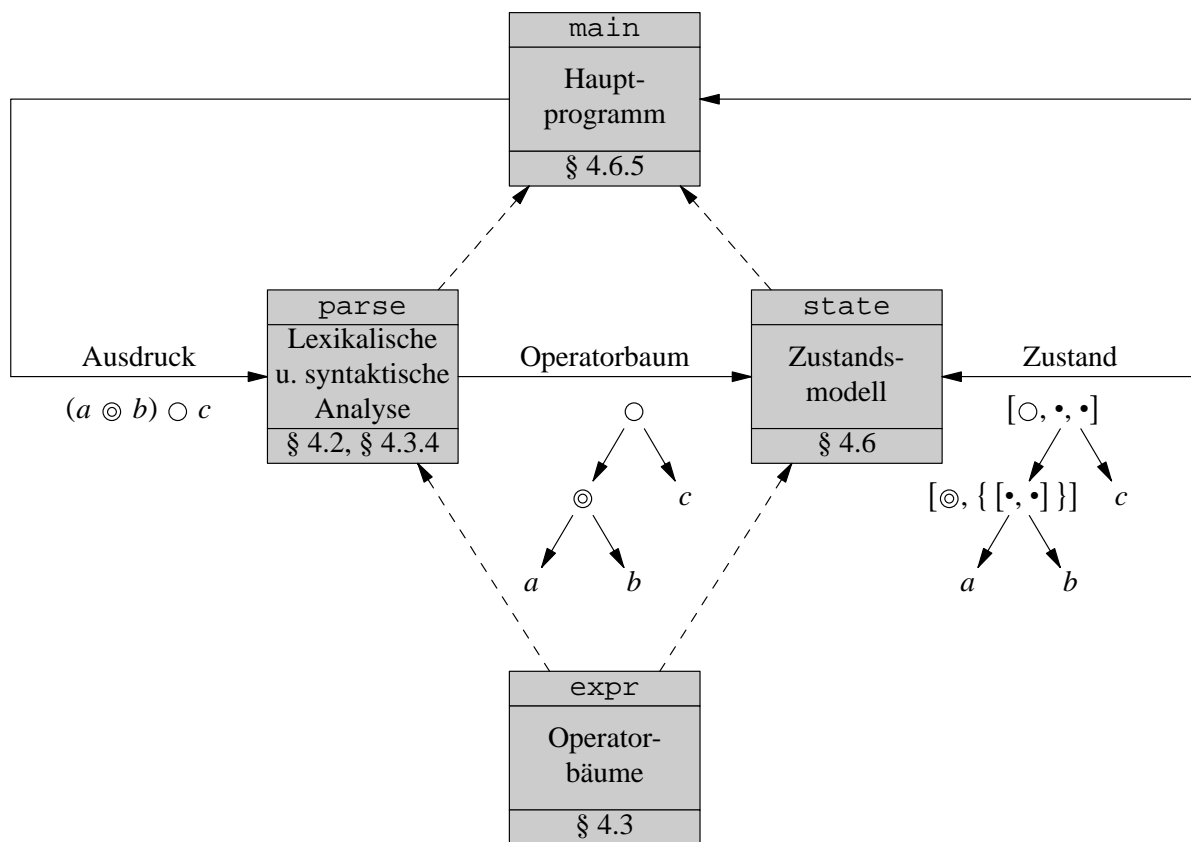 main
Haupt-
programm
§ 4.6.5
parse
Lexikalische
u. syntaktische
Analyse
§ 4.2, § 4.3.4
state
Zustands-
modell
§ 4.6
Ausdruck
(a ⊚ b) ○ c
Operatorbaum
○
⊚ c
a b
Zustand
[○, •, •]
[⊚, { [•, •] }] c
a b
expr
Operator-
bäume
§ 4.3